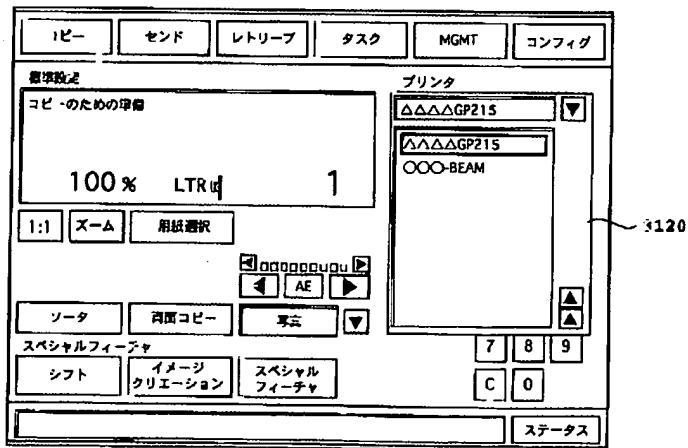 コピー センド レトリーブ タスク MGMT コンフィグ
標準設定
プリンタ
コピーのための準備
△△△△GP215
△△△△GP215
○○○-BEAM
100% LTR 1
3120
1:1 ズーム 用紙選択
AE
ソータ 両面コピー 写真
スペシャルフィーチャ
7 8 9
シフト イメージクリエーション スペシャルフィーチャ
C 0
ステータス